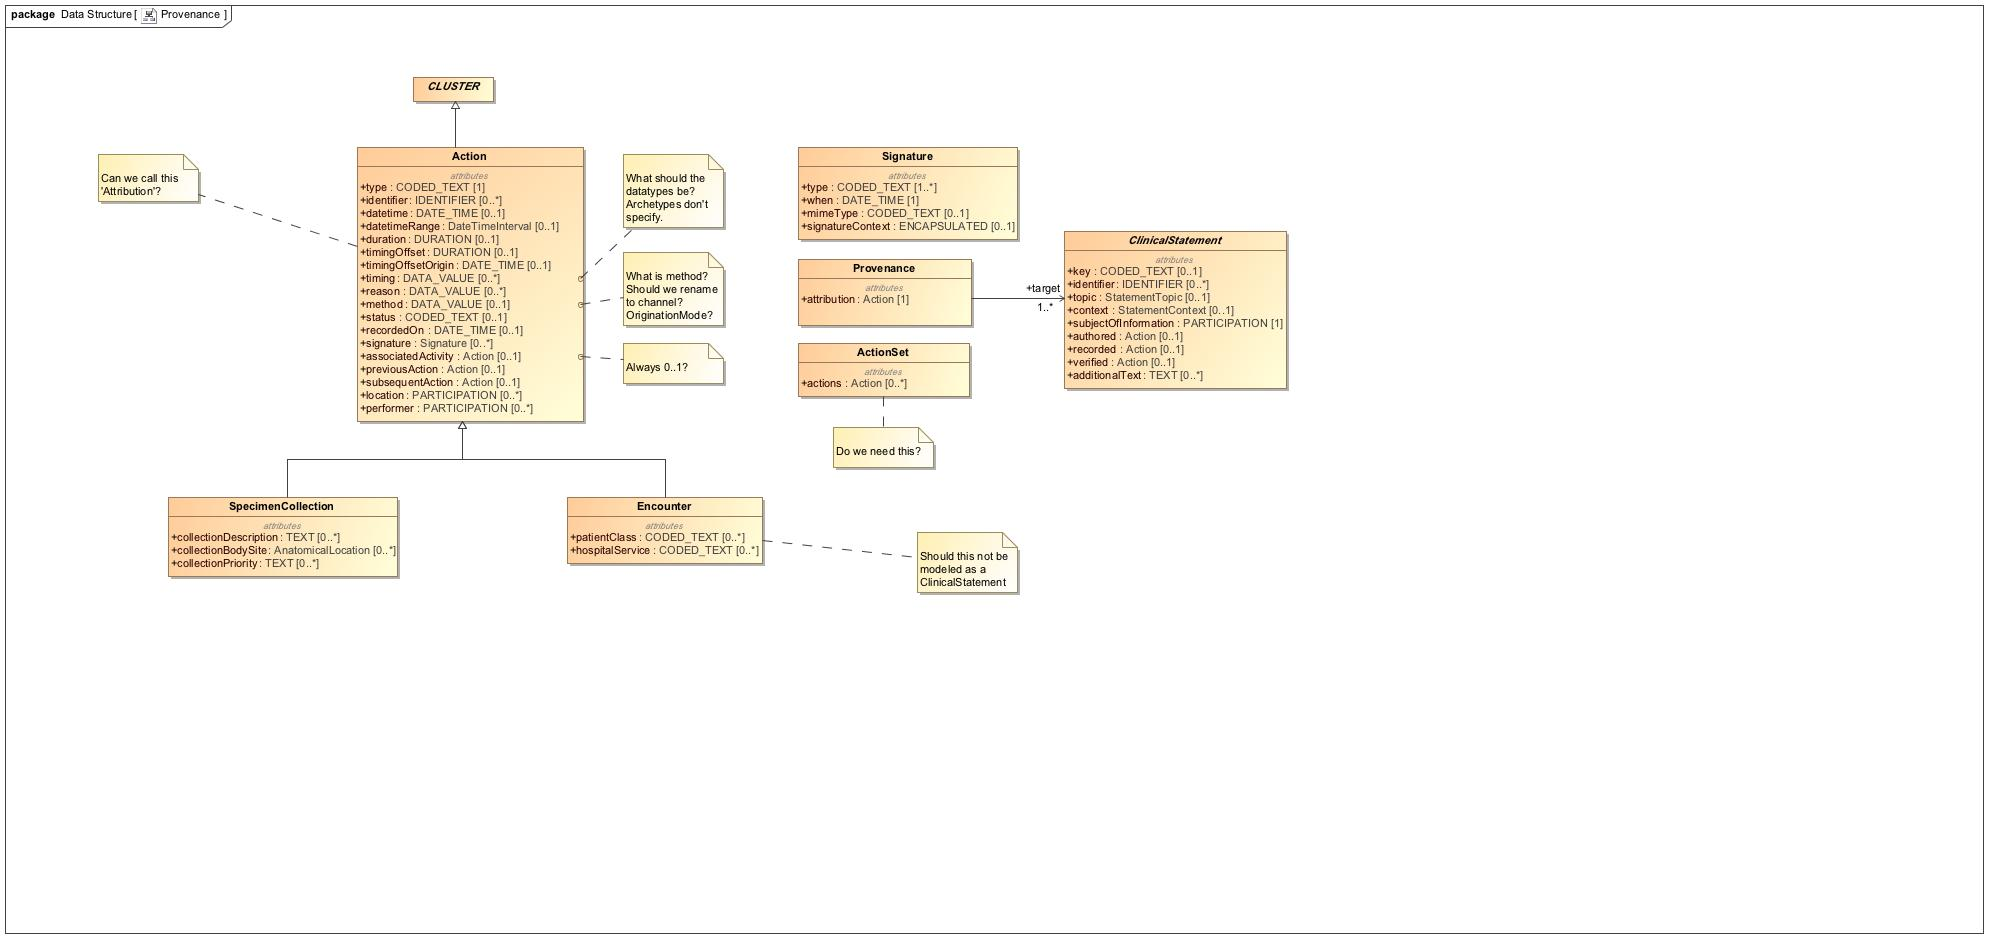 package Data Structure [ Provenance ]
CLUSTER
Can we call this
'Attribution'?
Action
attributes
+type : CODED_TEXT [1]
+identifier : IDENTIFIER [0..*]
+datetime : DATE_TIME [0..1]
+datetimeRange : DateTimeInterval [0..1]
+duration : DURATION [0..1]
+timingOffset : DURATION [0..1]
+timingOffsetOrigin : DATE_TIME [0..1]
+timing : DATA_VALUE [0..*]
+reason : DATA_VALUE [0..*]
+method : DATA_VALUE [0..1]
+status : CODED_TEXT [0..1]
+recordedOn : DATE_TIME [0..1]
+signature : Signature [0..*]
+associatedActivity : Action [0..1]
+previousAction : Action [0..1]
+subsequentAction : Action [0..1]
+location : PARTICIPATION [0..*]
+performer : PARTICIPATION [0..*]
What should the
datatypes be?
Archetypes don't
specify.
What is method?
Should we rename
to channel?
OriginationMode?
Always 0..1?
Signature
attributes
+type : CODED_TEXT [1..*]
+when : DATE_TIME [1]
+mimeType : CODED_TEXT [0..1]
+signatureContext : ENCAPSULATED [0..1]
Provenance
attributes
+attribution : Action [1]
+target
1..*
ClinicalStatement
attributes
+key : CODED_TEXT [0..1]
+identifier : IDENTIFIER [0..*]
+topic : StatementTopic [0..1]
+context : StatementContext [0..1]
+subjectOfInformation : PARTICIPATION [1]
+authored : Action [0..1]
+recorded : Action [0..1]
+verified : Action [0..1]
+additionalText : TEXT [0..*]
ActionSet
attributes
+actions : Action [0..*]
Do we need this?
SpecimenCollection
attributes
+collectionDescription : TEXT [0..*]
+collectionBodySite : AnatomicalLocation [0..*]
+collectionPriority : TEXT [0..*]
Encounter
attributes
+patientClass : CODED_TEXT [0..*]
+hospitalService : CODED_TEXT [0..*]
Should this not be
modeled as a
ClinicalStatement